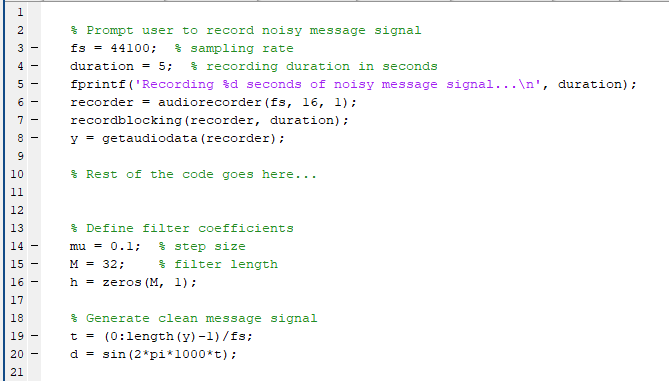 1
2 % Prompt user to record noisy message signal
3 – fs = 44100; % sampling rate
4 – duration = 5; % recording duration in seconds
5 – fprintf('Recording %d seconds of noisy message signal...\n', duration);
6 – recorder = audiorecorder(fs, 16, 1);
7 – recordblocking(recorder, duration);
8 – y = getaudiodata(recorder);
9
10 % Rest of the code goes here...
11
12
13 % Define filter coefficients
14 – mu = 0.1; % step size
15 – M = 32; % filter length
16 – h = zeros(M, 1);
17
18 % Generate clean message signal
19 – t = (0:length(y)-1)/fs;
20 – d = sin(2*pi*1000*t);
21